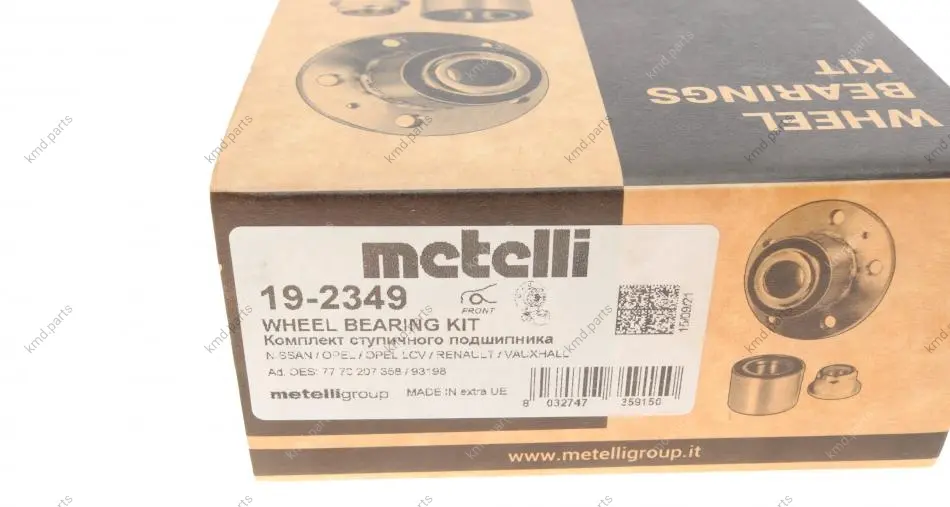 WHEEL
BEARINGS
KIT
metelli
19-2349
FRONT
WHEEL BEARING KIT
Комплект ступичного подшипника
NISSAN / OPEL / OPEL LCV / RENAULT / VAUXHALL
Ad. OES: 77 70 207 358 / 93198
metelligroup MADE IN extra UE
15/09/21
8 032747 359150
www.metelligroup.it
kmd.parts